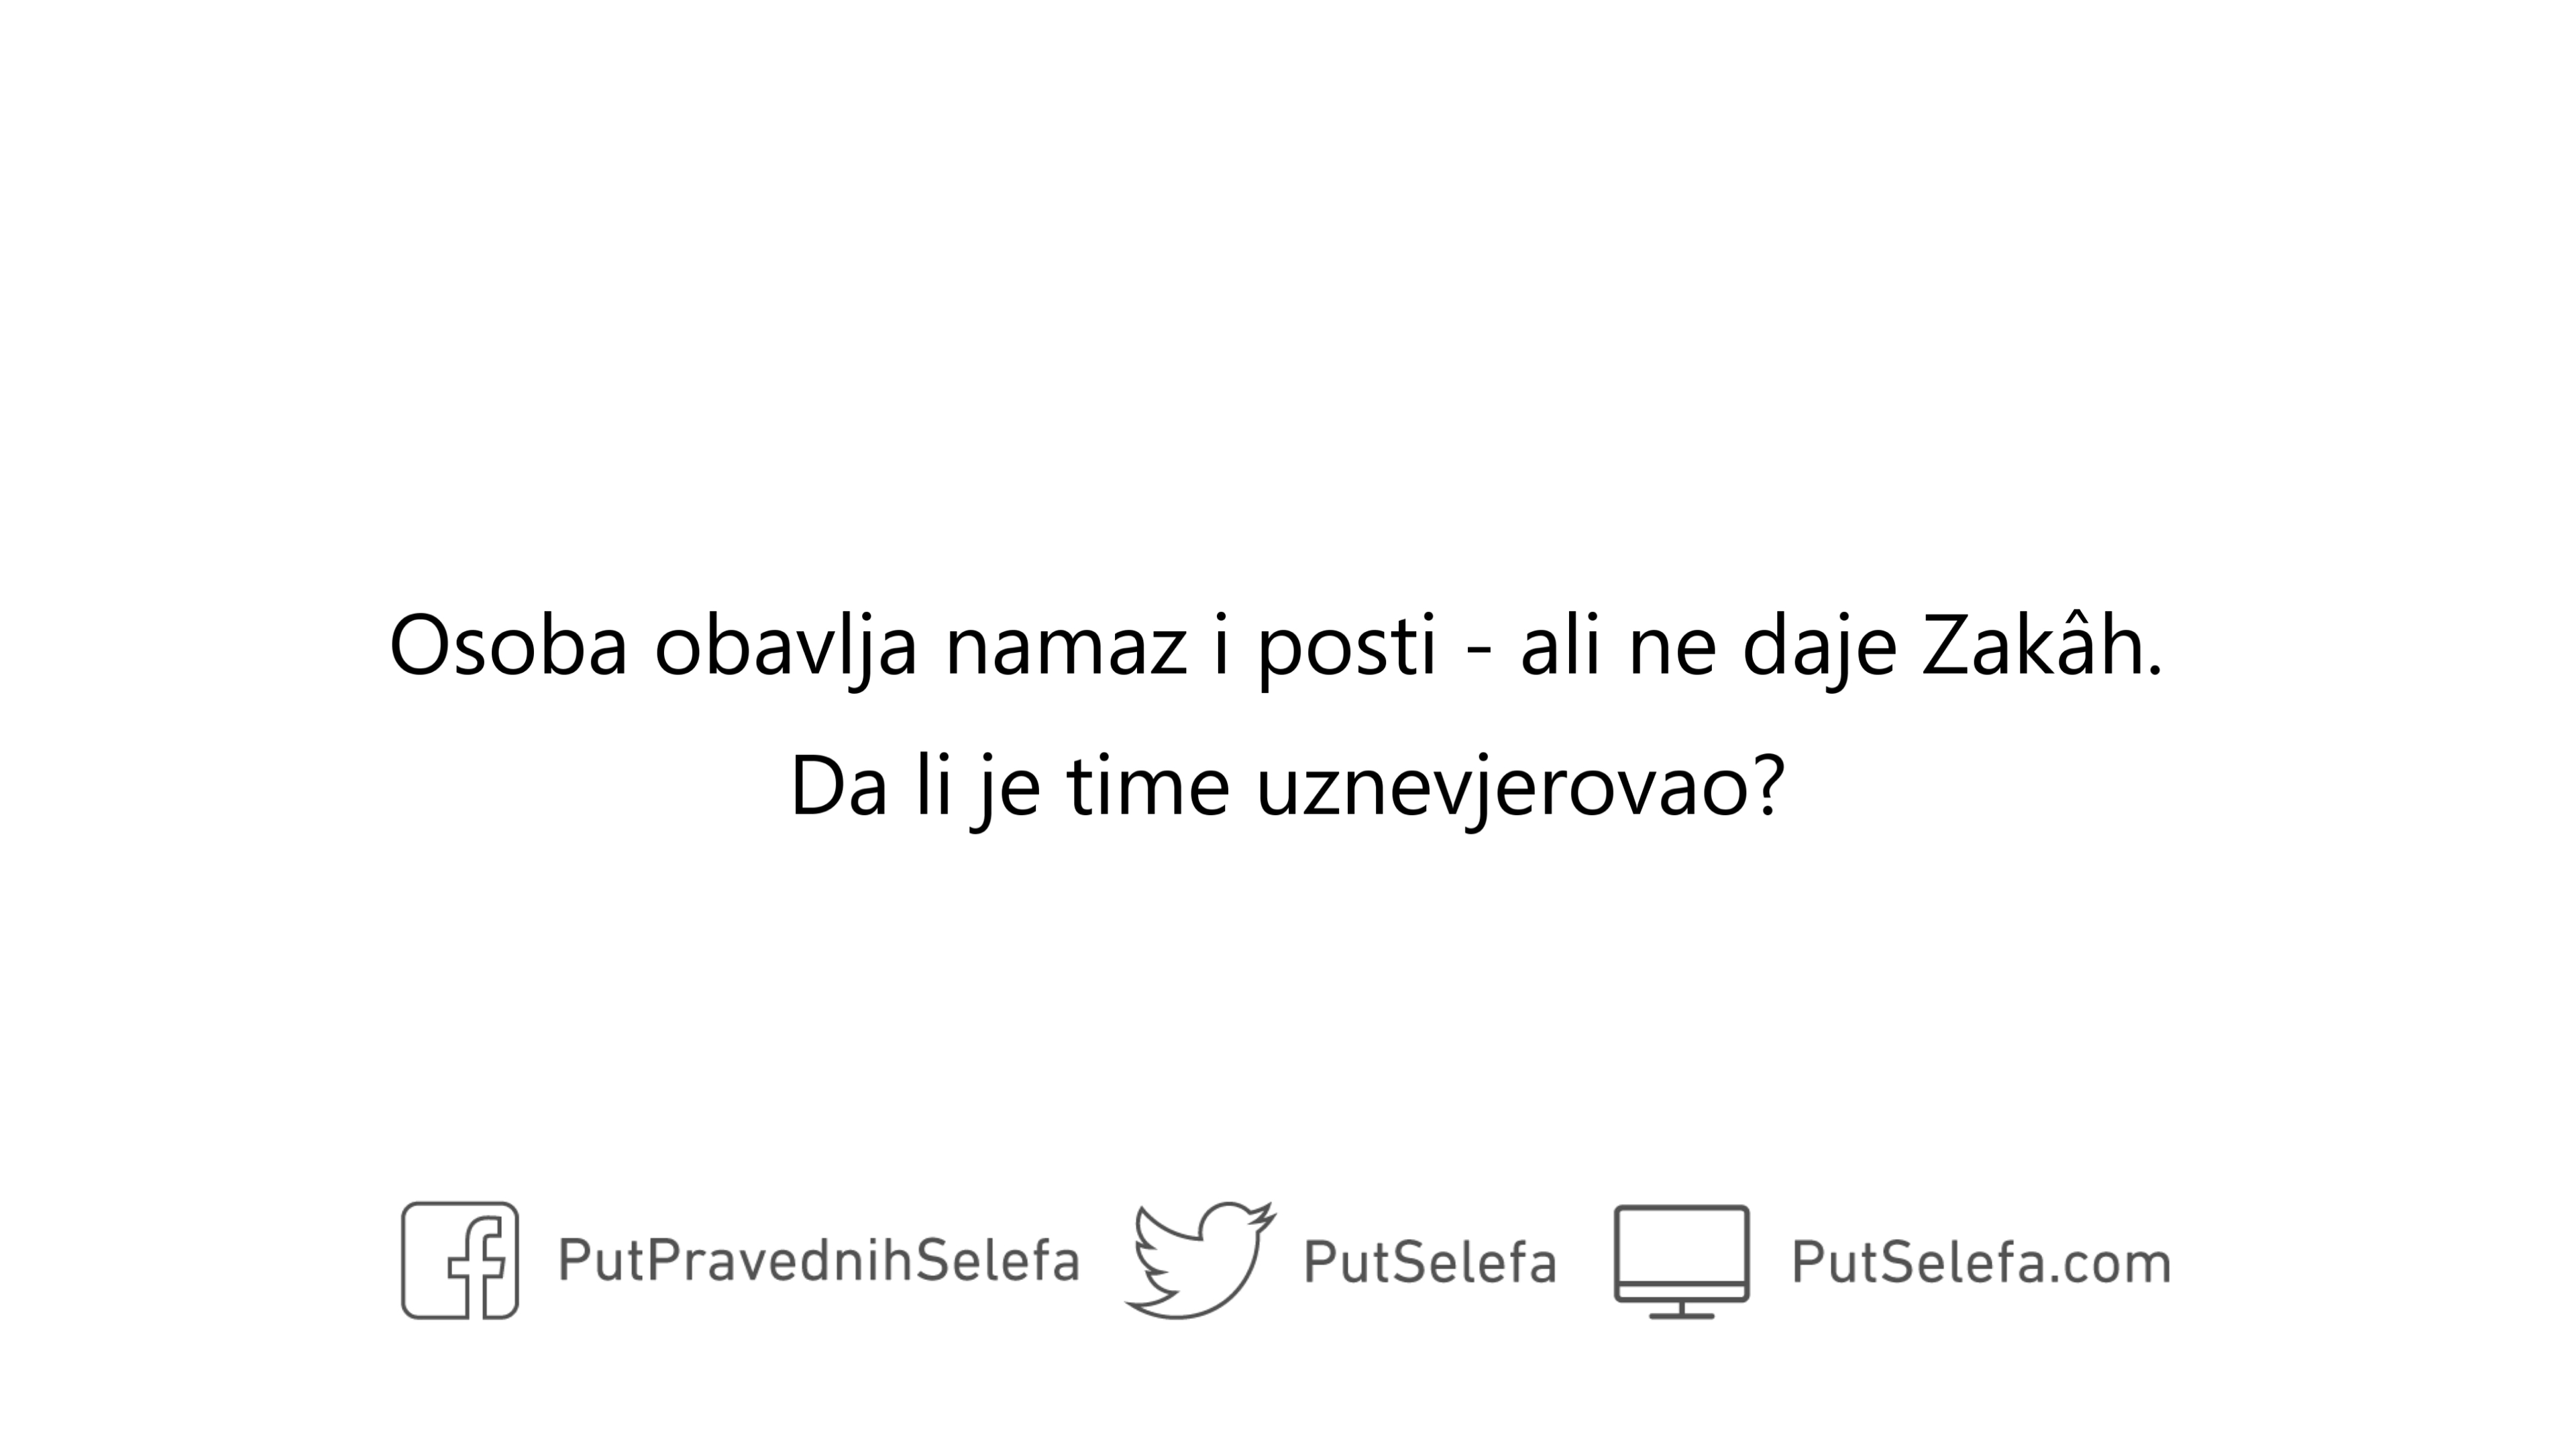 Osoba obavlja namaz i posti - ali ne daje Zakâh.
Da li je time uznevjerovao?
PutPravednihSelefa PutSelefa PutSelefa.com